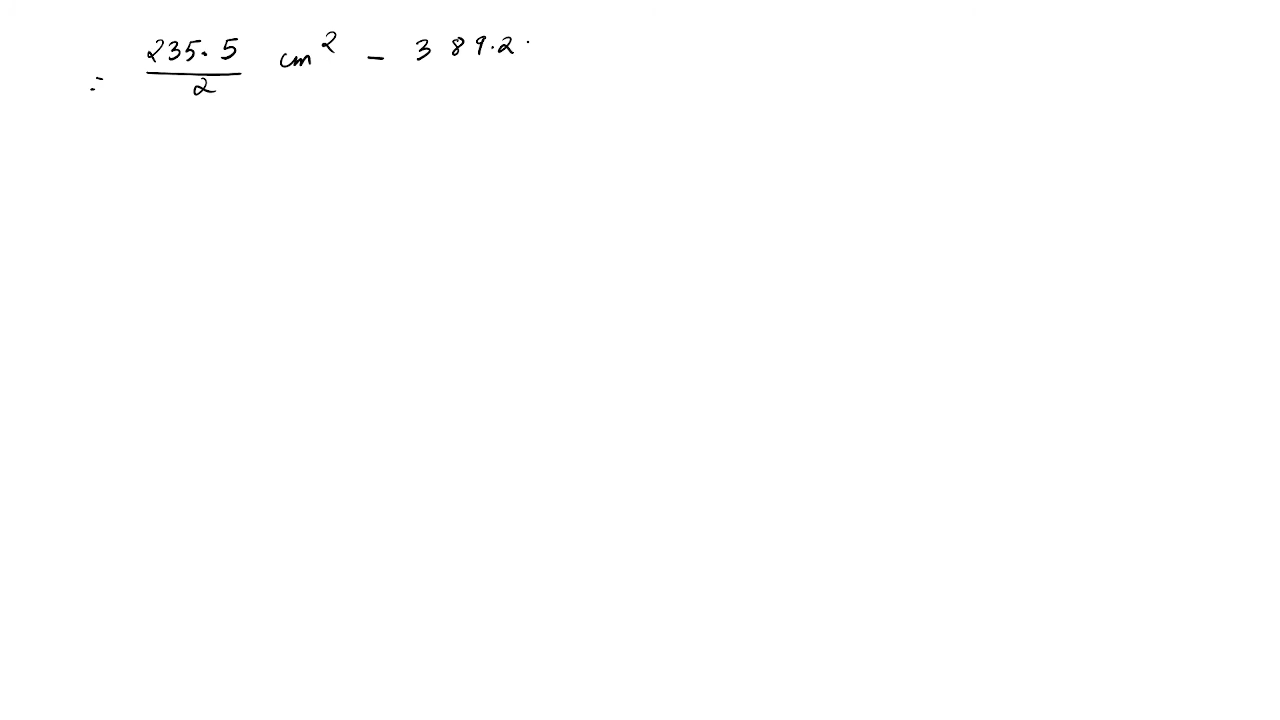 = 235.5/2 cm² - 389.2.